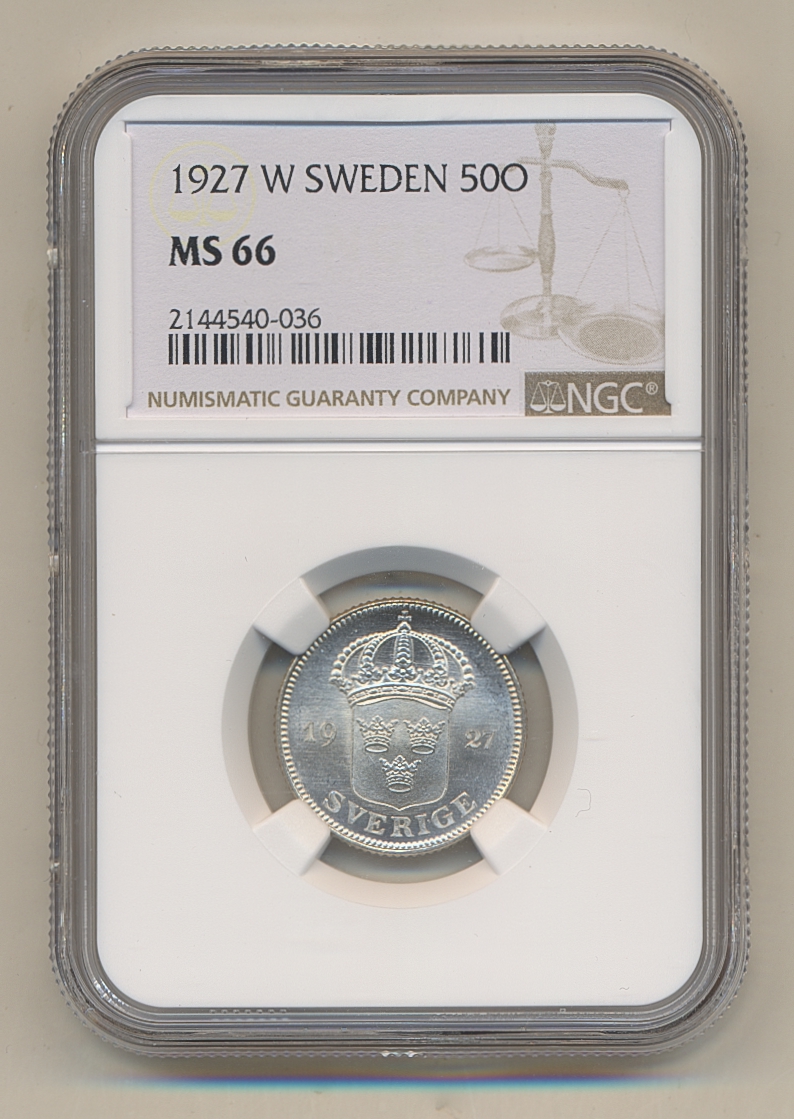 1927 W SWEDEN 50O
MS 66
2144540-036
NUMISMATIC GUARANTY COMPANY
NGC®
19 27
SVERIGE